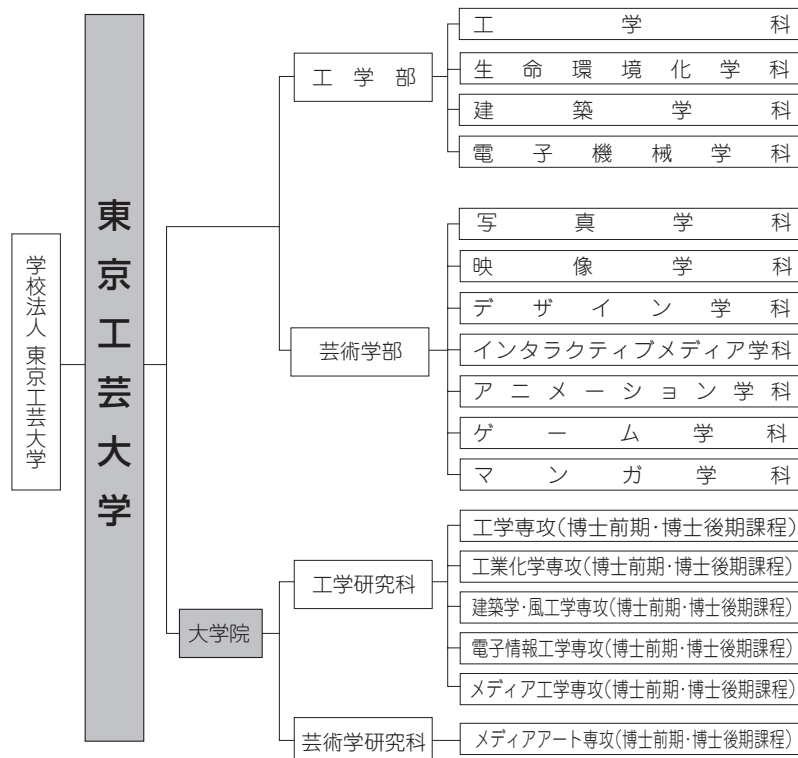 学校法人 東京工芸大学
東京工芸大学
工学部
工学科
生命環境化学科
建築学科
電子機械学科
芸術学部
写真学科
映像学科
デザイン学科
インタラクティブメディア学科
アニメーション学科
ゲーム学科
マンガ学科
大学院
工学研究科
工学専攻(博士前期・博士後期課程)
工業化学専攻(博士前期・博士後期課程)
建築学・風工学専攻(博士前期・博士後期課程)
電子情報工学専攻(博士前期・博士後期課程)
メディア工学専攻(博士前期・博士後期課程)
芸術学研究科
メディアアート専攻(博士前期・博士後期課程)